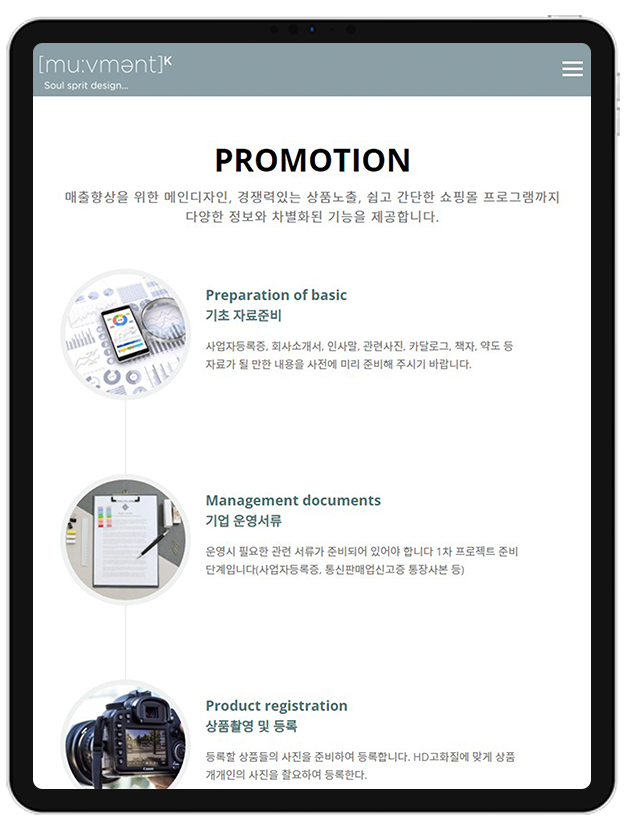 [mu:vmənt]ᴷ
Soul sprit design...
PROMOTION
매출향상을 위한 메인디자인, 경쟁력있는 상품노출, 쉽고 간단한 쇼핑몰 프로그램까지
다양한 정보와 차별화된 기능을 제공합니다.
Preparation of basic
기초 자료준비
사업자등록증, 회사소개서, 인사말, 관련사진, 카달로그, 책자, 약도 등
자료가 될 만한 내용을 사전에 미리 준비해 주시기 바랍니다.
Management documents
기업 운영서류
운영시 필요한 관련 서류가 준비되어 있어야 합니다 1차 프로젝트 준비
단계입니다(사업자등록증, 통신판매업신고증 통장사본 등)
Product registration
상품촬영 및 등록
등록할 상품들의 사진을 준비하여 등록합니다. HD고화질에 맞게 상품
개개인의 사진을 촬요하여 등록한다.
Canon